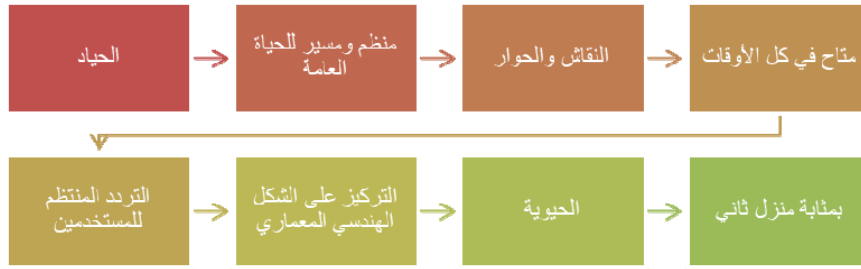 الحياد
منظم ومسير للحياة
العامة
النقاش والحوار
متاح في كل الأوقات
التردد المنتظم
للمستخدمين
التركيز على الشكل
الهندسي المعماري
الحيوية
بمثابة منزل ثاني